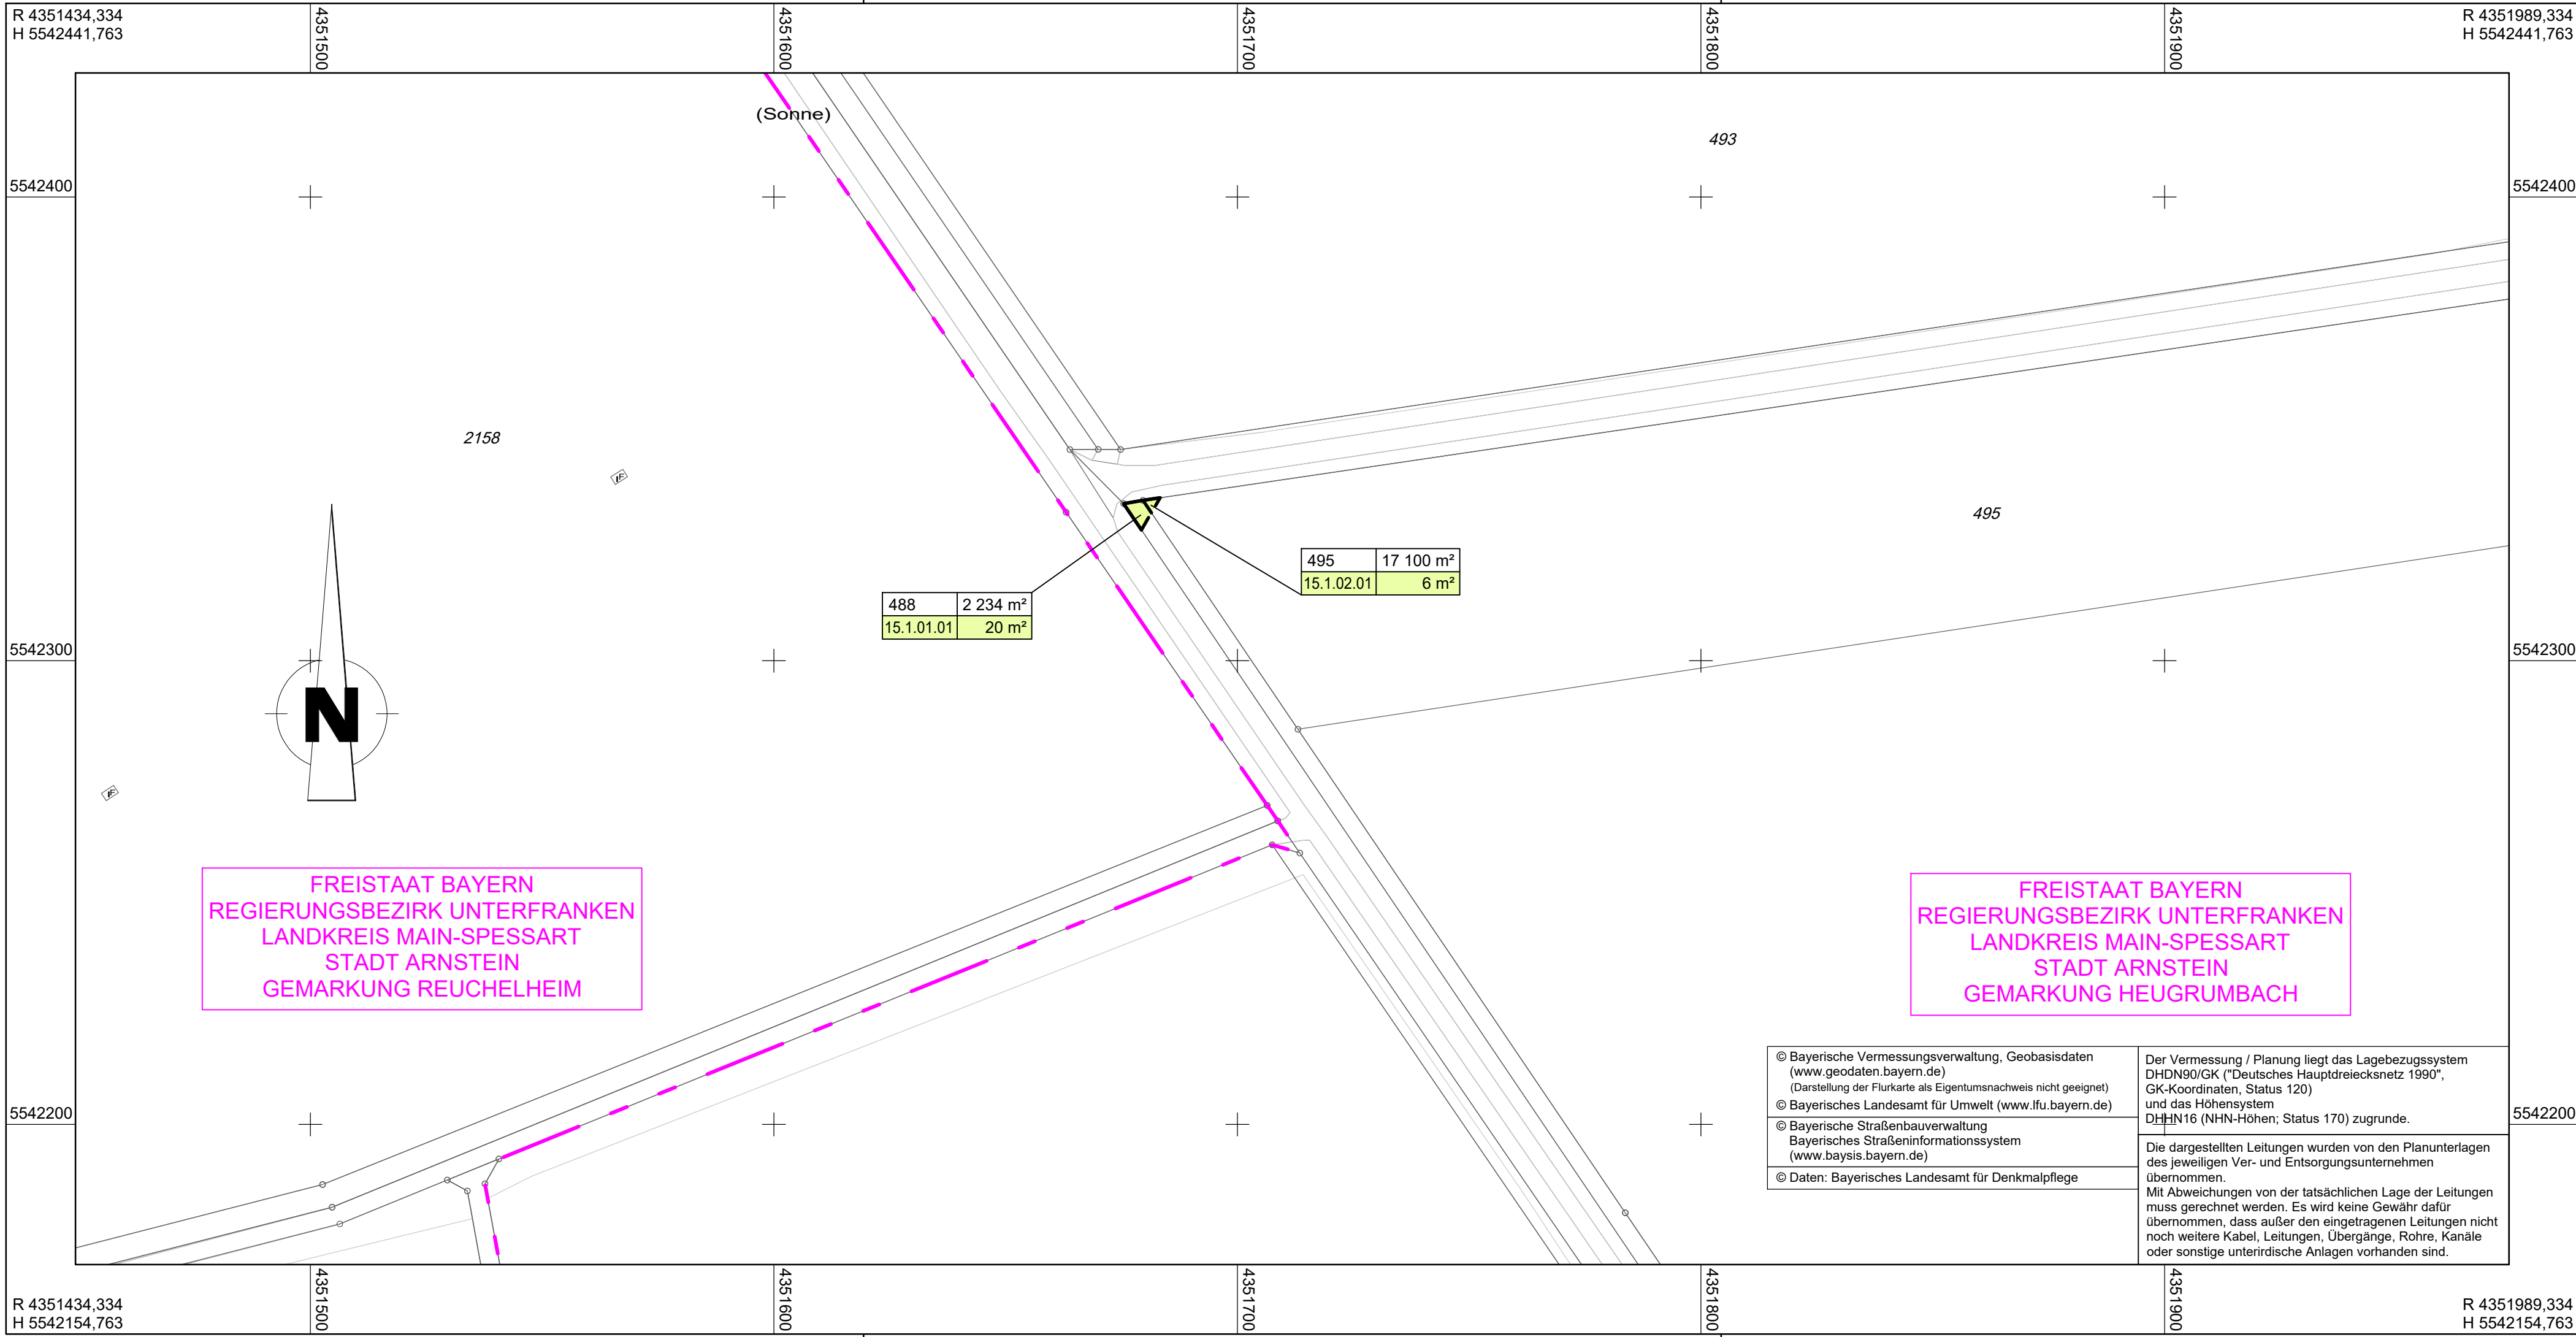 R 4351434,334
H 5542441,763
4351500
4351600
4351700
4351800
4351900
R 4351989,334
H 5542441,763
(Sonne)
493
5542400
5542400
2158
495
495 17 100 m²
15.1.02.01 6 m²
488 2 234 m²
15.1.01.01 20 m²
5542300
5542300
N
FREISTAAT BAYERN
REGIERUNGSBEZIRK UNTERFRANKEN
LANDKREIS MAIN-SPESSART
STADT ARNSTEIN
GEMARKUNG REUCHELHEIM
FREISTAAT BAYERN
REGIERUNGSBEZIRK UNTERFRANKEN
LANDKREIS MAIN-SPESSART
STADT ARNSTEIN
GEMARKUNG HEUGRUMBACH
© Bayerische Vermessungsverwaltung, Geobasisdaten
(www.geodaten.bayern.de)
(Darstellung der Flurkarte als Eigentumsnachweis nicht geeignet)
© Bayerisches Landesamt für Umwelt (www.lfu.bayern.de)
© Bayerische Straßenbauverwaltung
Bayerisches Straßeninformationssystem
(www.baysis.bayern.de)
© Daten: Bayerisches Landesamt für Denkmalpflege
Der Vermessung / Planung liegt das Lagebezugssystem
DHDN90/GK ("Deutsches Hauptdreiecksnetz 1990",
GK-Koordinaten, Status 120)
und das Höhensystem
DHHN16 (NHN-Höhen; Status 170) zugrunde.
Die dargestellten Leitungen wurden von den Planunterlagen
des jeweiligen Ver- und Entsorgungsunternehmen
übernommen.
Mit Abweichungen von der tatsächlichen Lage der Leitungen
muss gerechnet werden. Es wird keine Gewähr dafür
übernommen, dass außer den eingetragenen Leitungen nicht
noch weitere Kabel, Leitungen, Übergänge, Rohre, Kanäle
oder sonstige unterirdische Anlagen vorhanden sind.
5542200
5542200
R 4351434,334
H 5542154,763
4351500
4351600
4351700
4351800
4351900
R 4351989,334
H 5542154,763